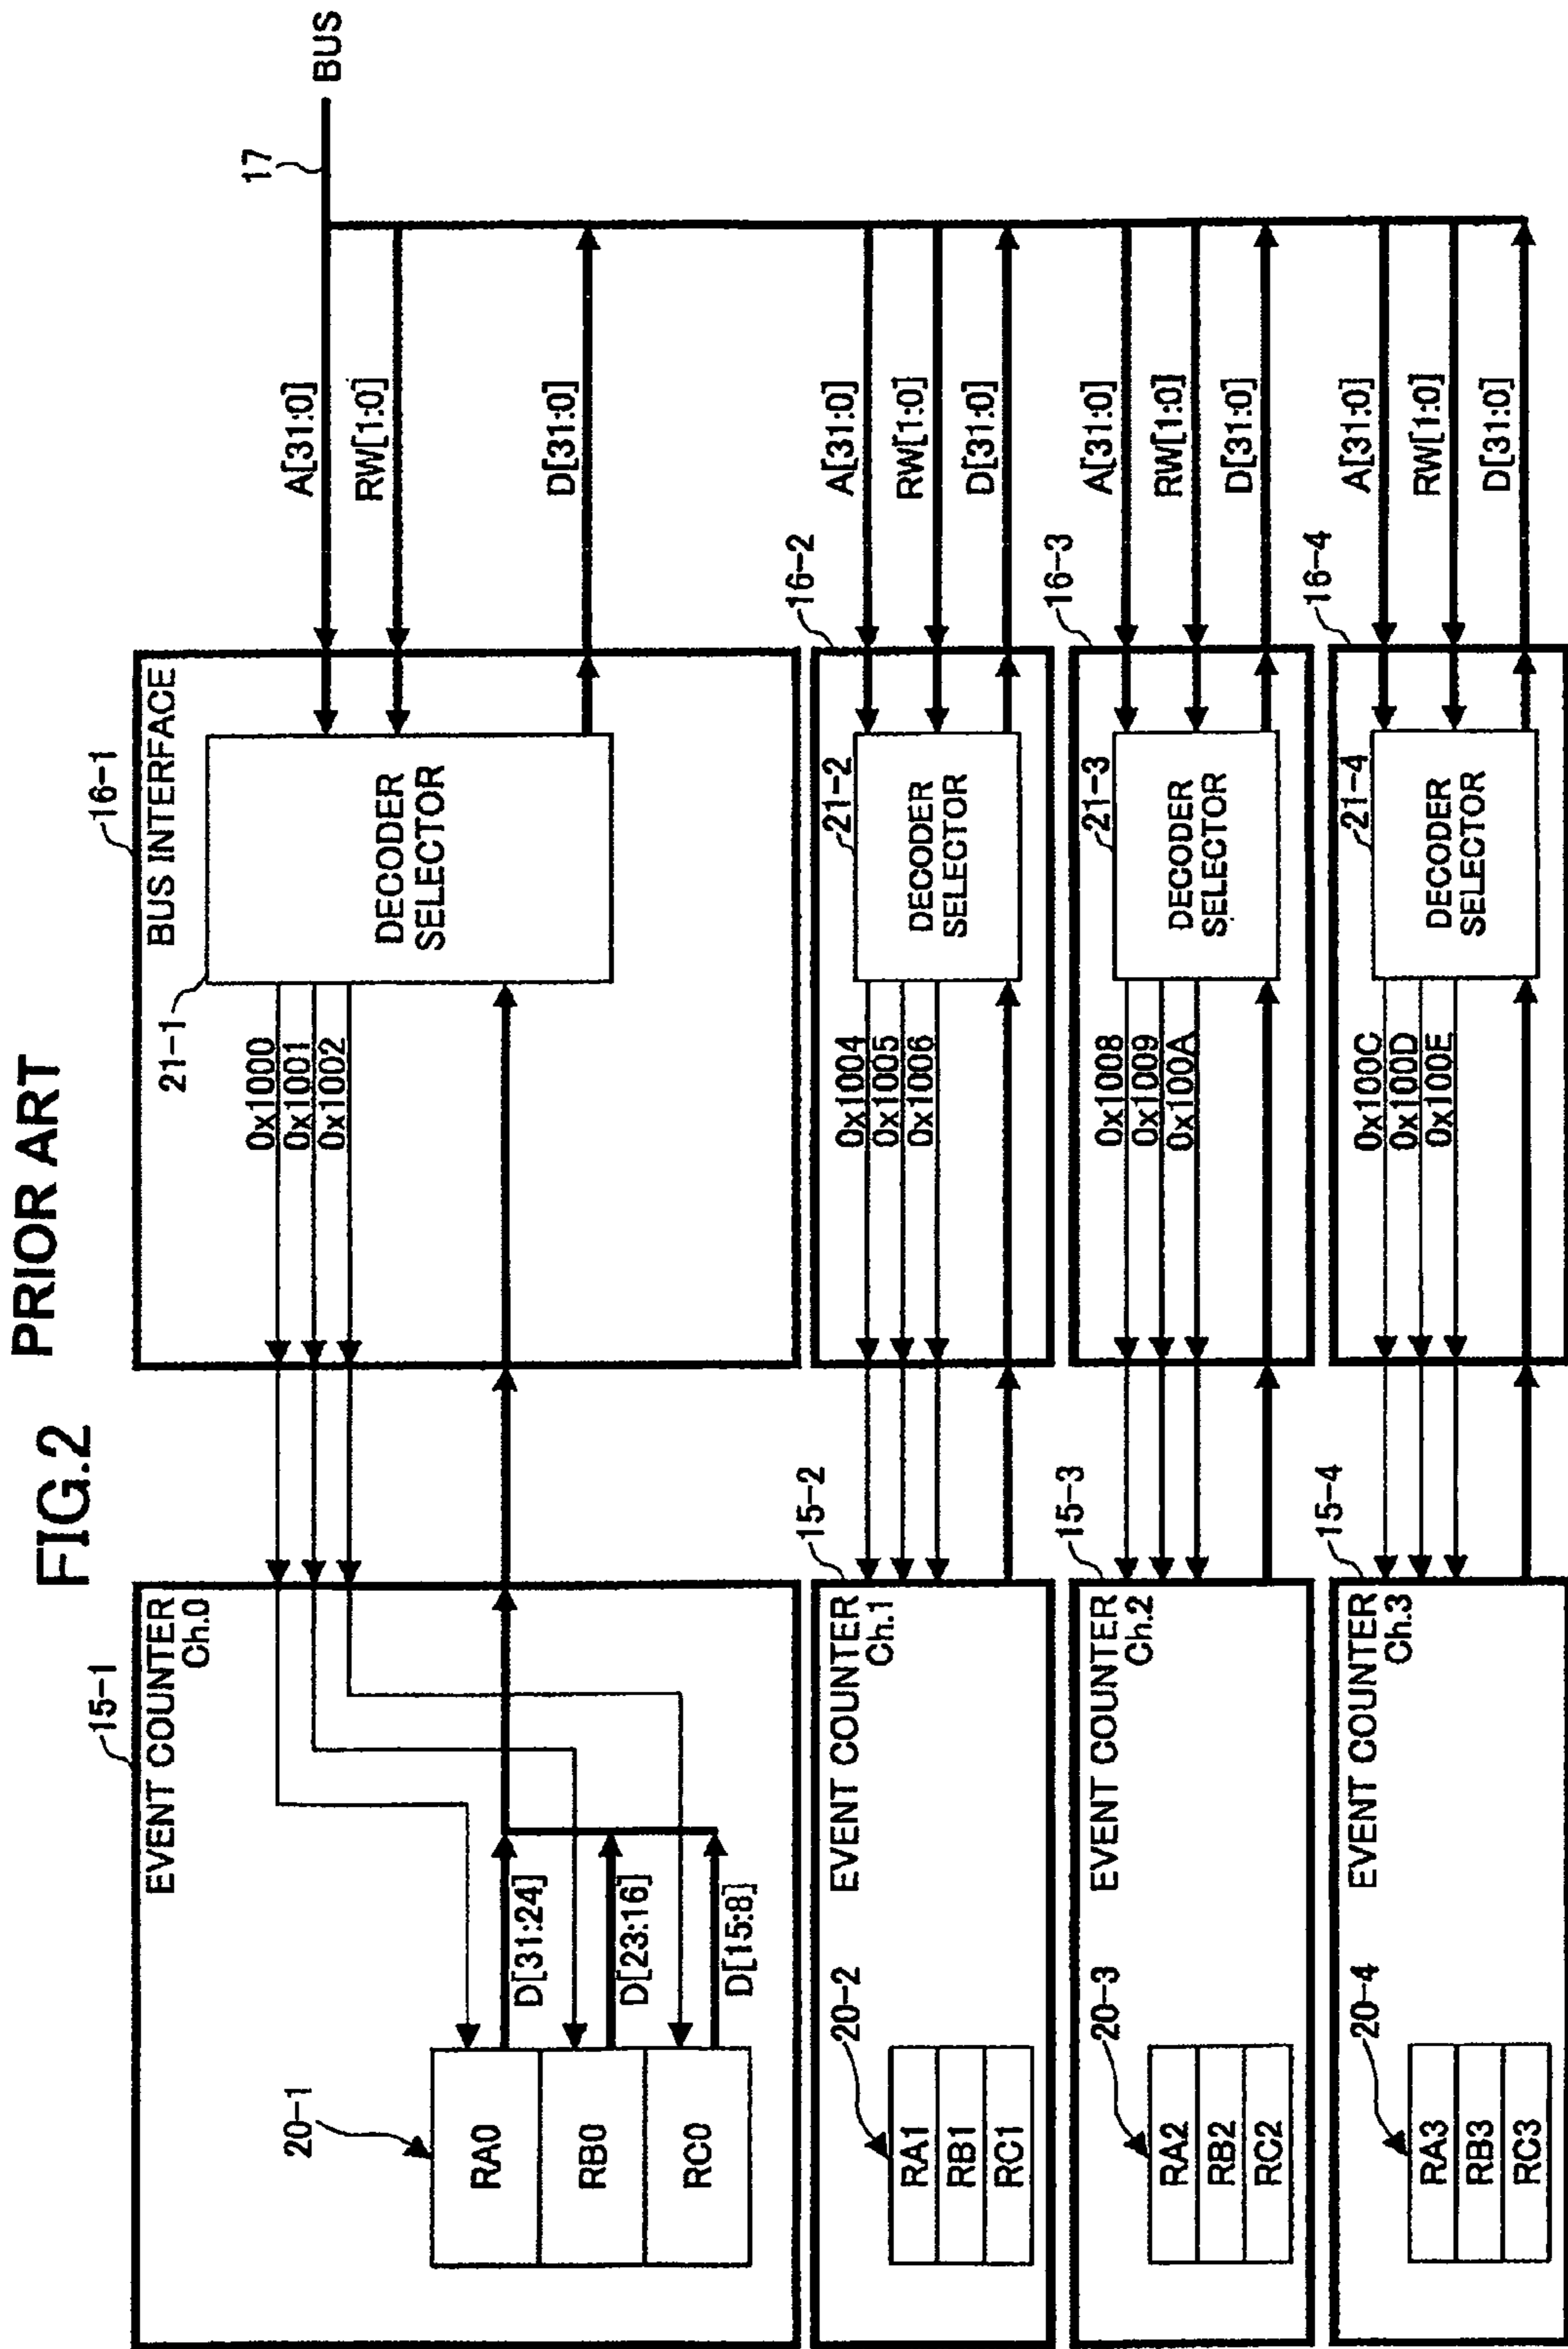 FIG.2 PRIOR ART
15-1
EVENT COUNTER
Ch.0
20-1
RA0
RB0
RC0
D[31:24]
D[23:16]
D[15:8]
16-1
BUS INTERFACE
21-1
DECODER
SELECTOR
0x1000
0x1001
0x1002
A[31:0]
RW[1:0]
D[31:0]
17
BUS
15-2
EVENT COUNTER
Ch.1
20-2
RA1
RB1
RC1
16-2
21-2
DECODER
SELECTOR
0x1004
0x1005
0x1006
A[31:0]
RW[1:0]
D[31:0]
15-3
EVENT COUNTER
Ch.2
20-3
RA2
RB2
RC2
16-3
21-3
DECODER
SELECTOR
0x1008
0x1009
0x100A
A[31:0]
RW[1:0]
D[31:0]
15-4
EVENT COUNTER
Ch.3
20-4
RA3
RB3
RC3
16-4
21-4
DECODER
SELECTOR
0x100C
0x100D
0x100E
A[31:0]
RW[1:0]
D[31:0]